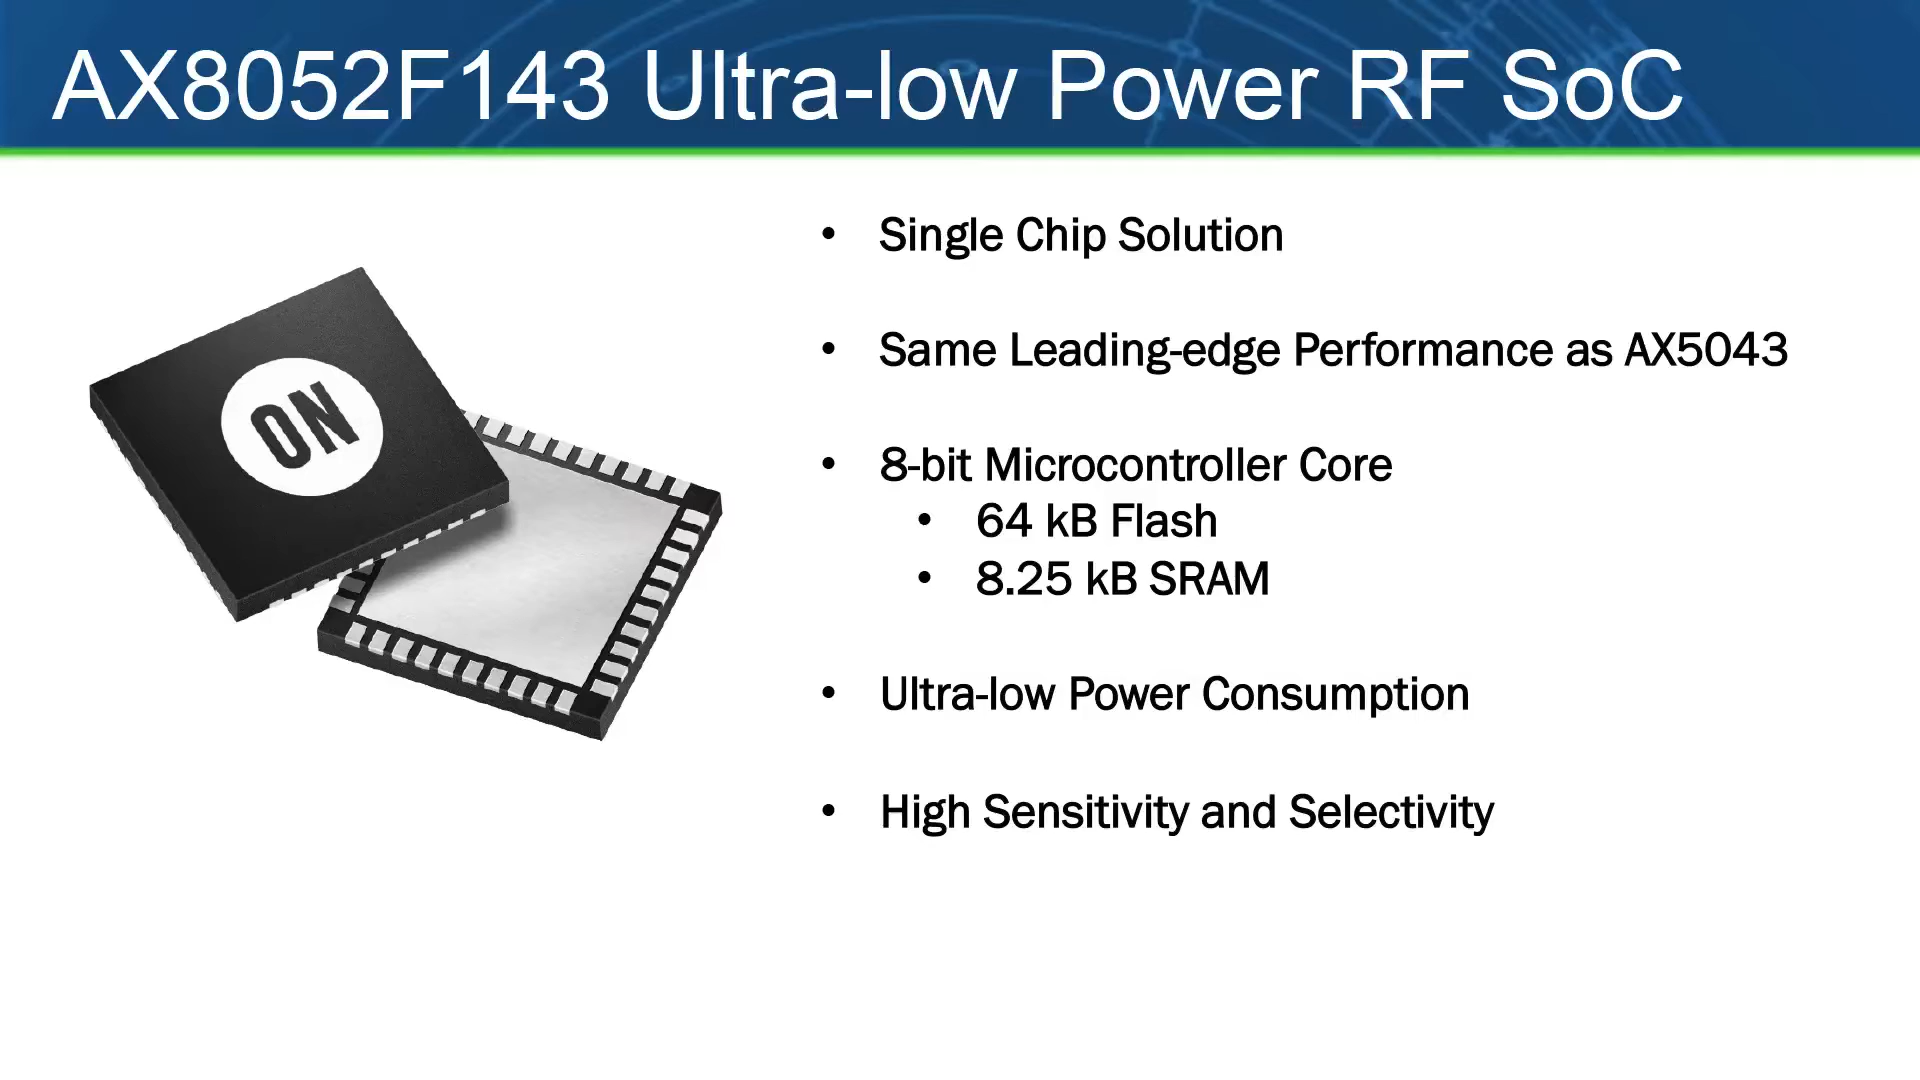 AX8052F143 Ultra-low Power RF SoC
ON
• Single Chip Solution
• Same Leading-edge Performance as AX5043
• 8-bit Microcontroller Core
• 64 kB Flash
• 8.25 kB SRAM
• Ultra-low Power Consumption
• High Sensitivity and Selectivity